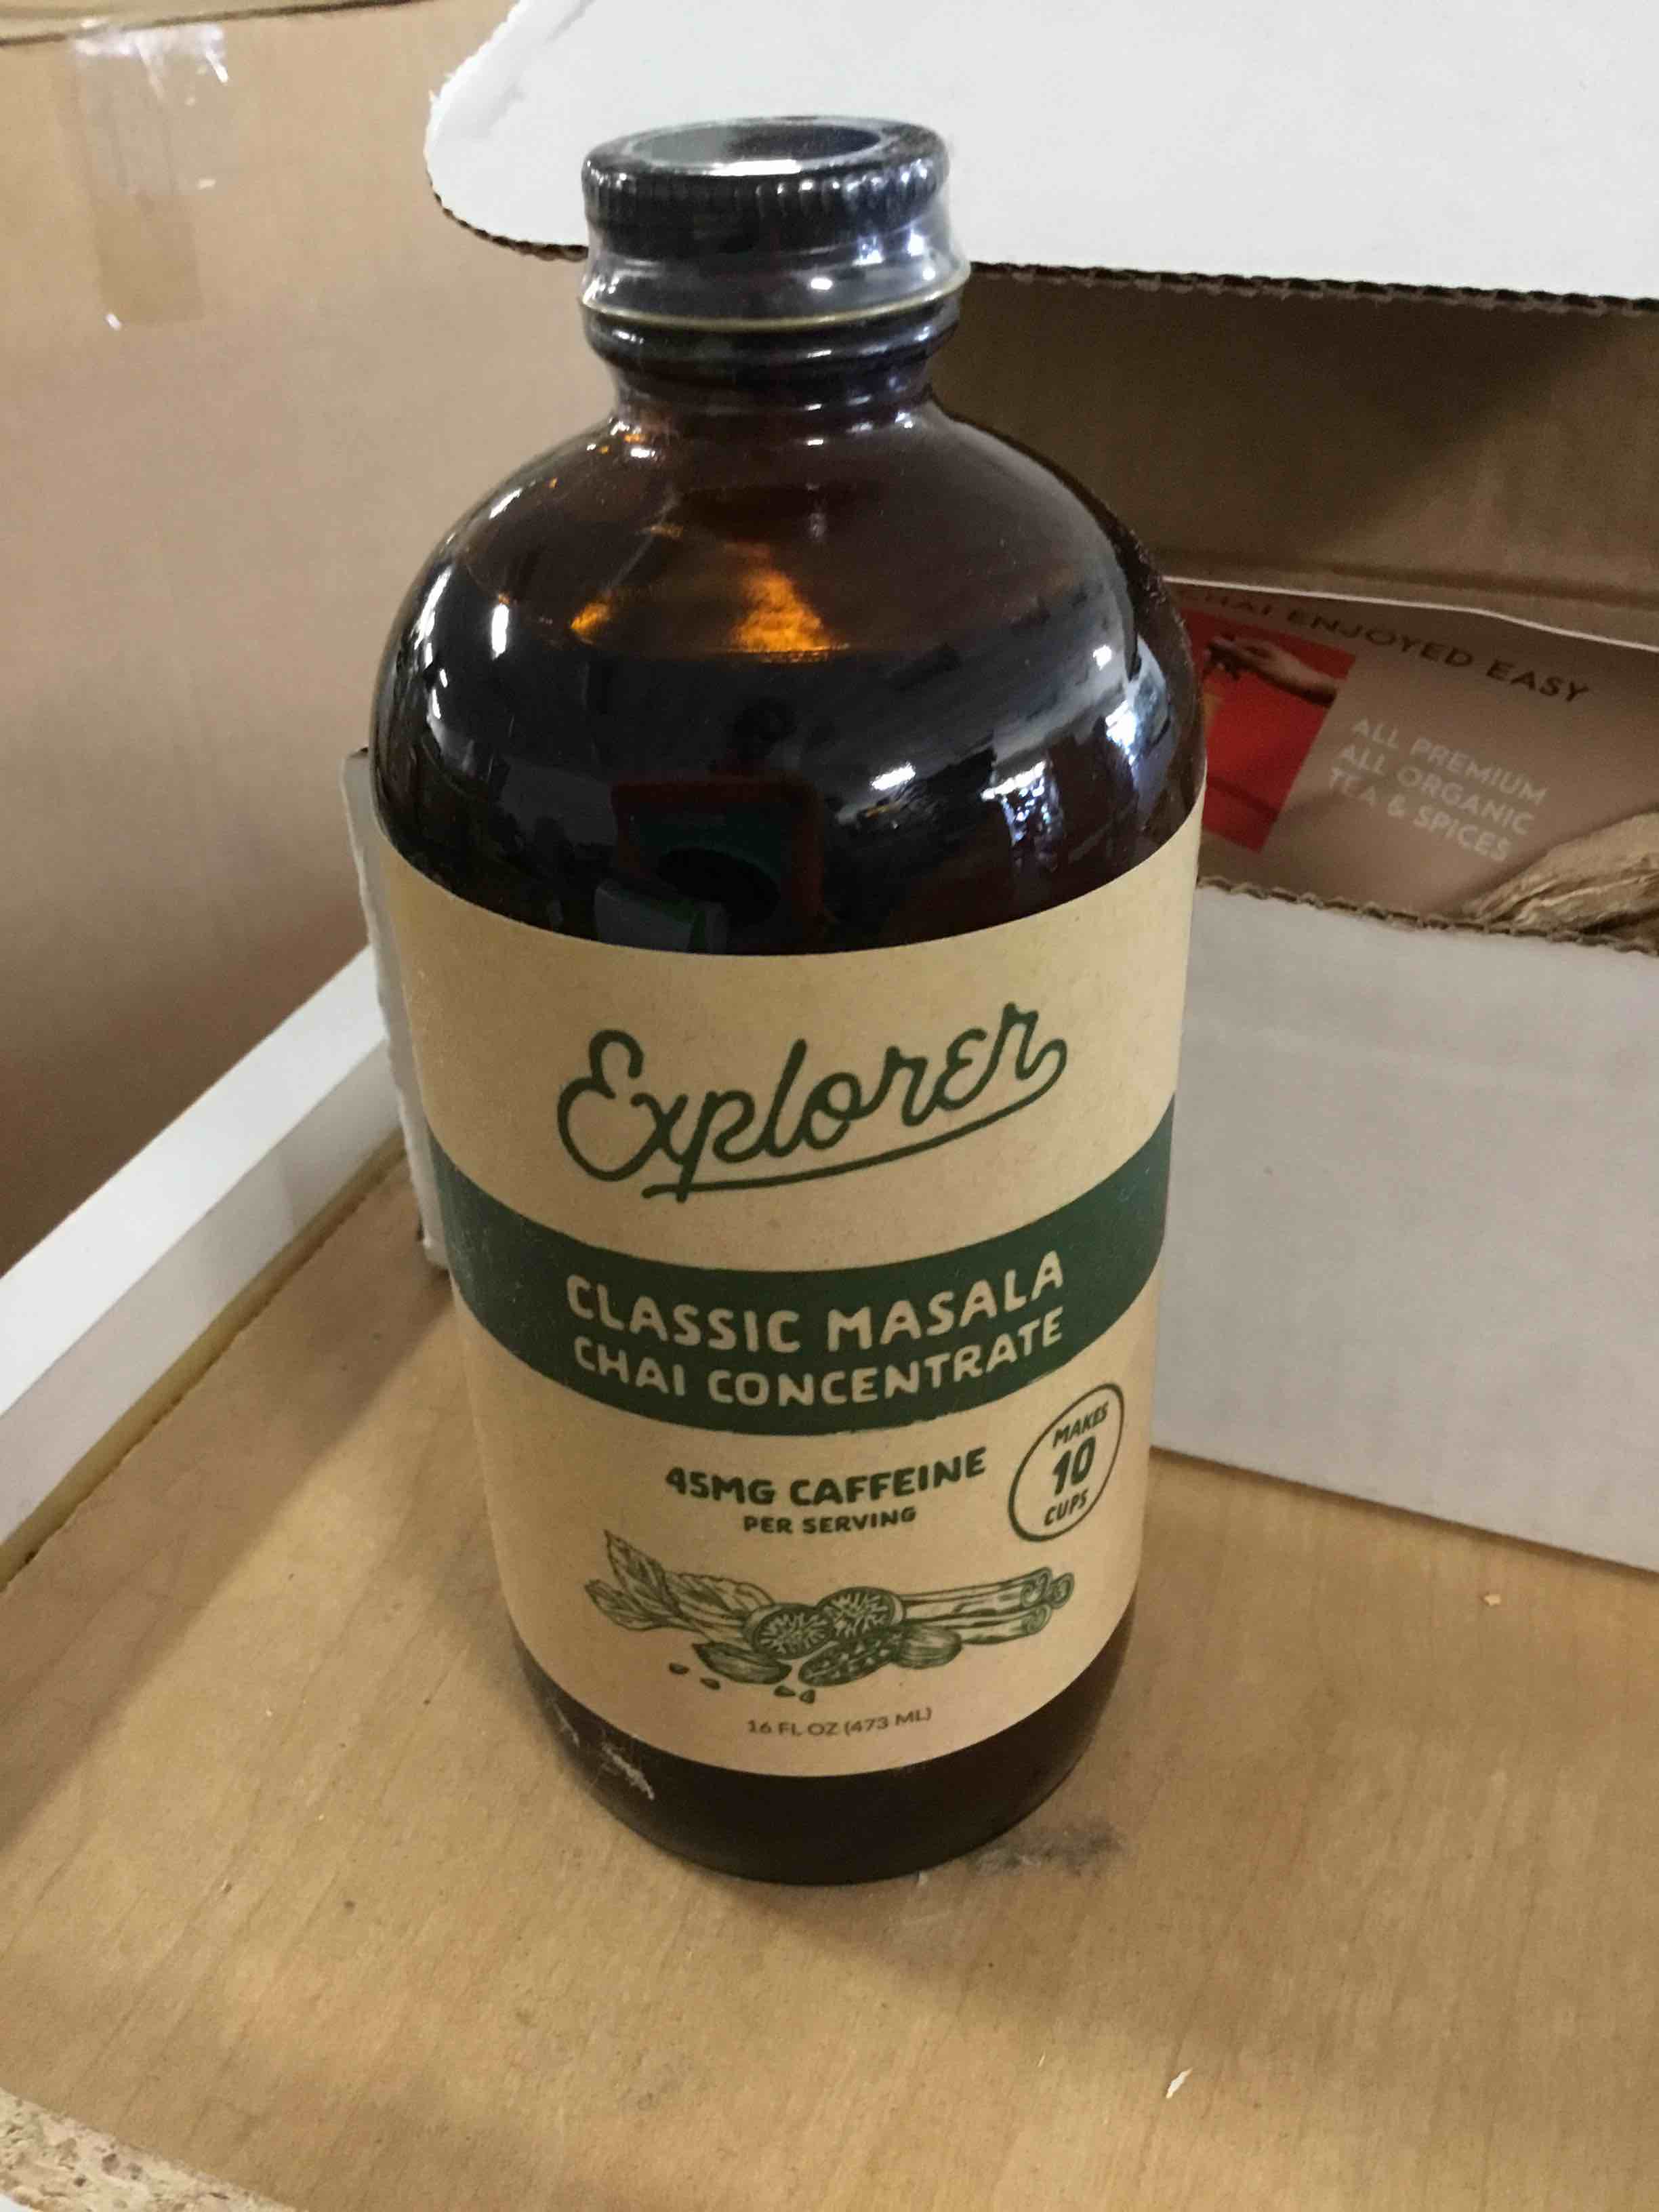 Explorer
CLASSIC MASALA
CHAI CONCENTRATE
45MG CAFFEINE
PER SERVING
MAKES
10
CUPS
16 FL OZ (473 ML)
CHAI ENJOYED EASY
ALL PREMIUM
ALL ORGANIC
TEA & SPICES